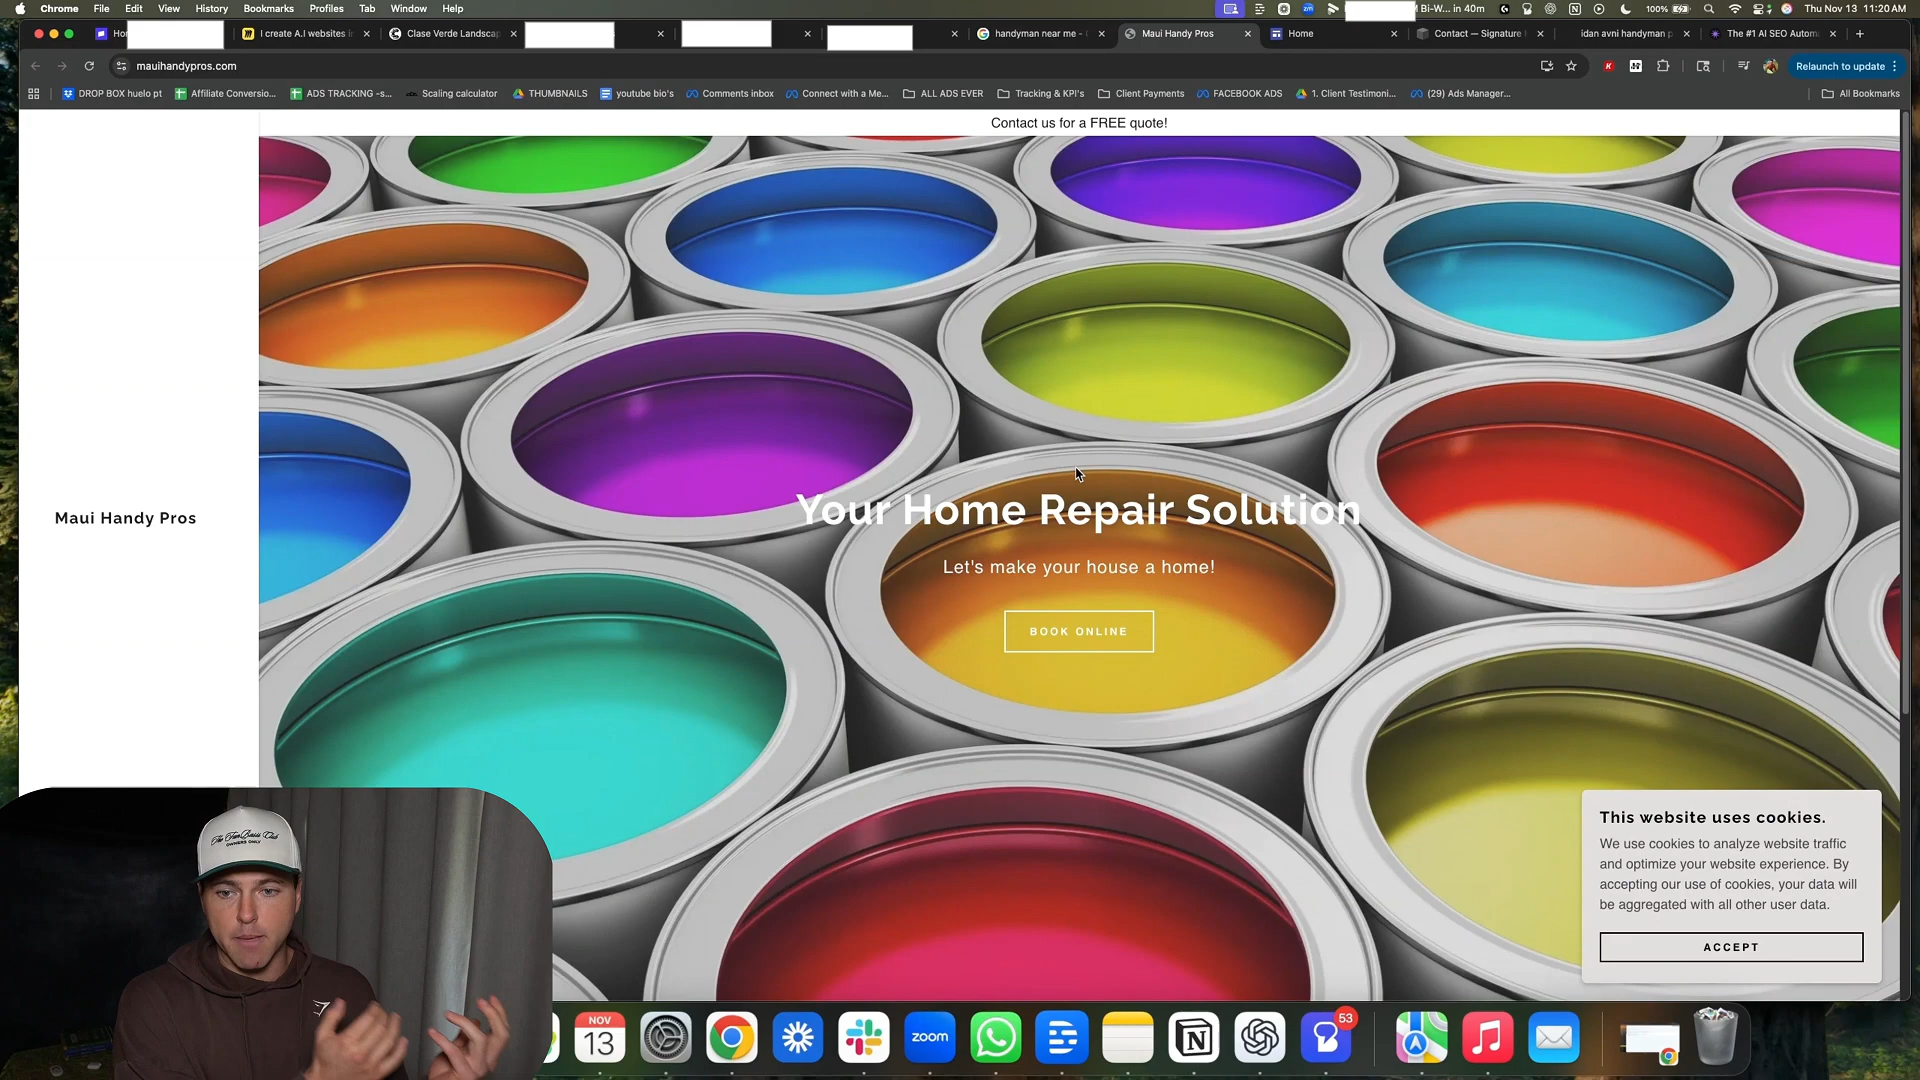 Chrome File Edit View History Bookmarks Profiles Tab Window Help
Bi-W... in 40m 100% Thu Nov 13 11:20 AM
Ho
I create A.I websites i
Clase Verde Landscap
handyman near me -
Maui Handy Pros
Home
Contact — Signature
idan avni handyman p
The #1 AI SEO Autom
mauihandypros.com
Relaunch to update
DROP BOX huelo pt
Affiliate Conversio...
ADS TRACKING -s...
Scaling calculator
THUMBNAILS
youtube bio's
Comments inbox
Connect with a Me...
ALL ADS EVER
Tracking & KPI's
Client Payments
FACEBOOK ADS
1. Client Testimoni...
(29) Ads Manager...
All Bookmarks
Contact us for a FREE quote!
Maui Handy Pros
Your Home Repair Solution
Let's make your house a home!
BOOK ONLINE
This website uses cookies.
We use cookies to analyze website traffic
and optimize your website experience. By
accepting our use of cookies, your data will
be aggregated with all other user data.
ACCEPT
OWNERS ONLY
NOV
13
zoom
53